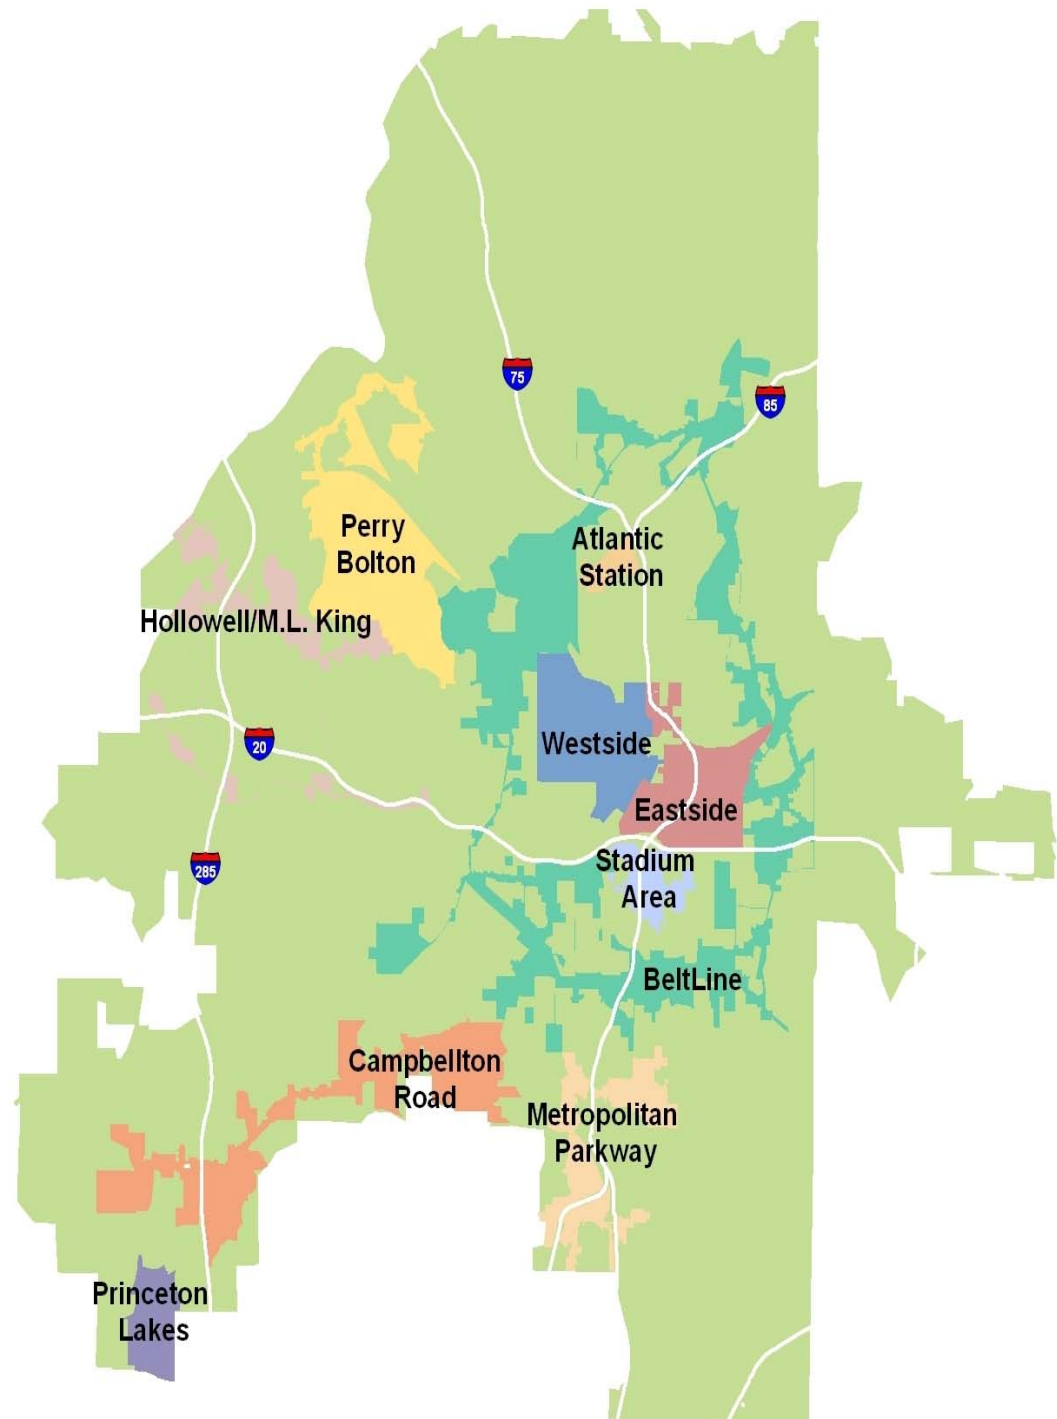 75
85
Perry
Bolton
Atlantic
Station
Hollowell/M.L. King
Westside
20
Eastside
Stadium
Area
285
BeltLine
Campbellton
Road
Metropolitan
Parkway
Princeton
Lakes